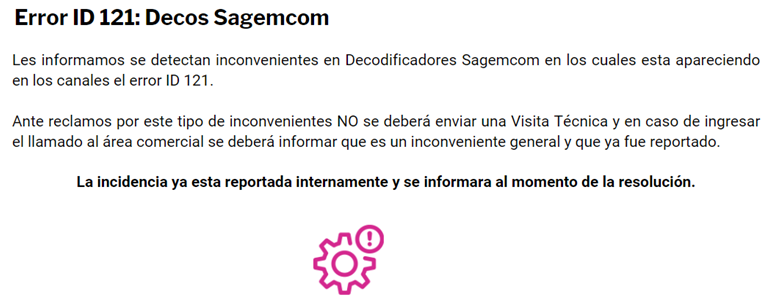 Error ID 121: Decos Sagemcom
Les informamos se detectan inconvenientes en Decodificadores Sagemcom en los cuales esta apareciendo
en los canales el error ID 121.
Ante reclamos por este tipo de inconvenientes NO se deberá enviar una Visita Técnica y en caso de ingresar
el llamado al área comercial se deberá informar que es un inconveniente general y que ya fue reportado.
La incidencia ya esta reportada internamente y se informara al momento de la resolución.